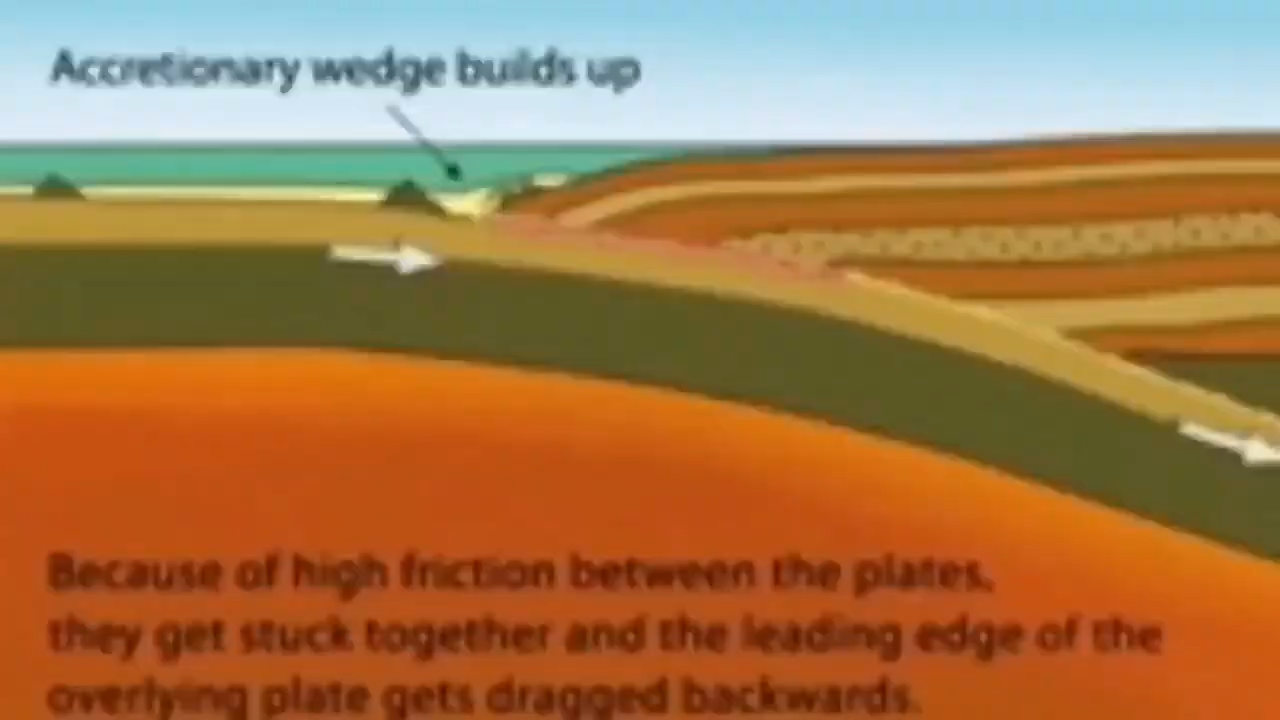 Accretionary wedge builds up
Because of high friction between the plates,
they get stuck together and the leading edge of the
overlying plate gets dragged backwards.